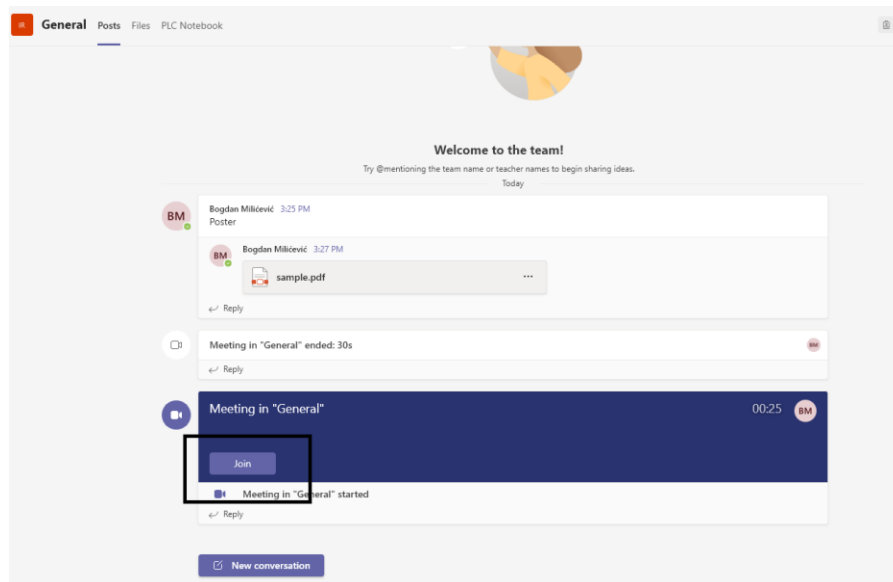 General Posts Files PLC Notebook
Welcome to the team!
Try @mentioning the team name or teacher names to begin sharing ideas.
Today
Bogdan Milićević 3:25 PM
BM
Poster
Bogdan Milićević 3:27 PM
BM
sample.pdf
Reply
Meeting in "General" ended: 30s
BM
Reply
Meeting in "General" 00:25 BM
Join
Meeting in "General" started
Reply
New conversation